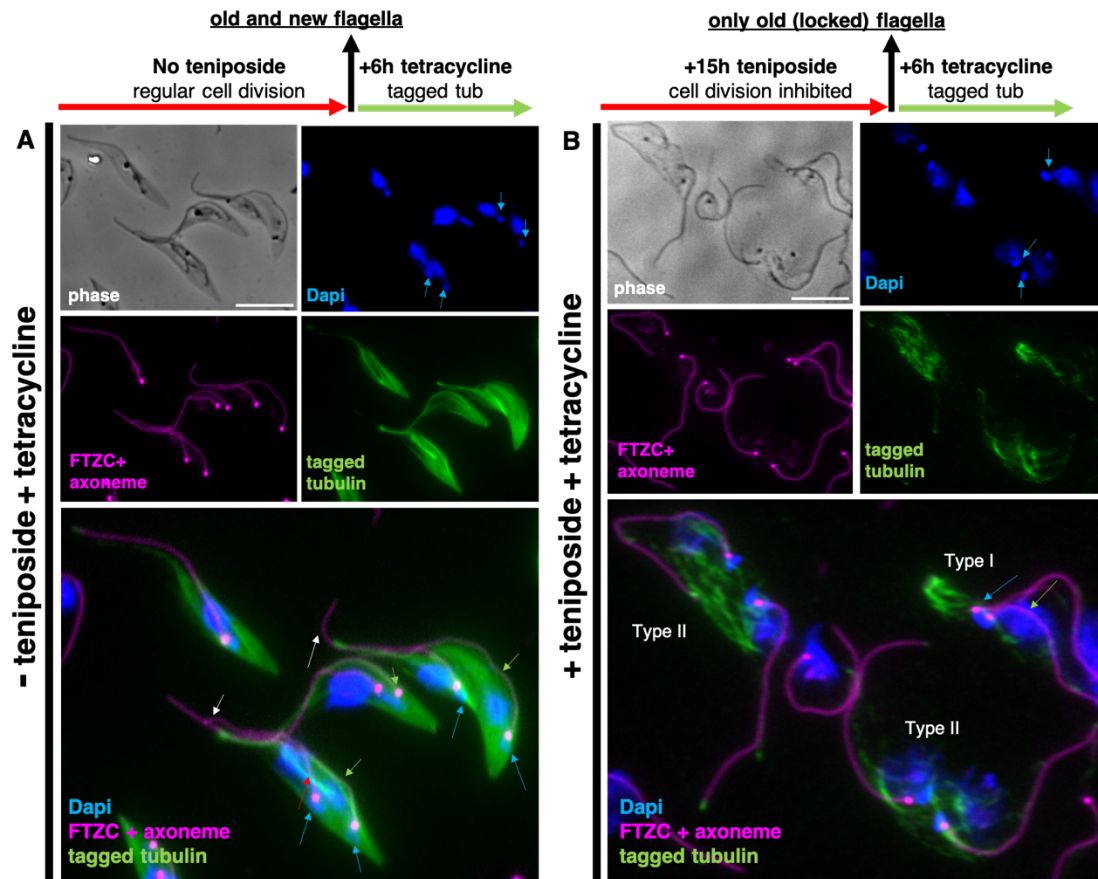 old and new flagella
No teniposide
regular cell division
+6h tetracycline
tagged tub
only old (locked) flagella
+15h teniposide
cell division inhibited
+6h tetracycline
tagged tub
A
- teniposide + tetracycline
phase
Dapi
FTZC+
axoneme
tagged
tubulin
Dapi
FTZC + axoneme
tagged tubulin
B
+ teniposide + tetracycline
phase
Dapi
FTZC+
axoneme
tagged
tubulin
Type I
Type II
Type II
Dapi
FTZC + axoneme
tagged tubulin